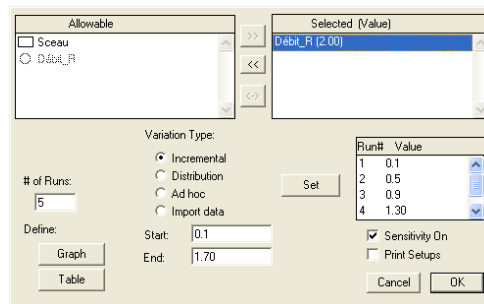 Allowable
Sceau
Débit_R
>>
<<
<->
Selected (Value)
Débit_R (2.00)
Variation Type:
Incremental
Distribution
Ad hoc
Import data
# of Runs:
5
Define:
Graph
Table
Start: 0.1
End: 1.70
Set
Run# Value
1 0.1
2 0.5
3 0.9
4 1.30
Sensitivity On
Print Setups
Cancel
OK